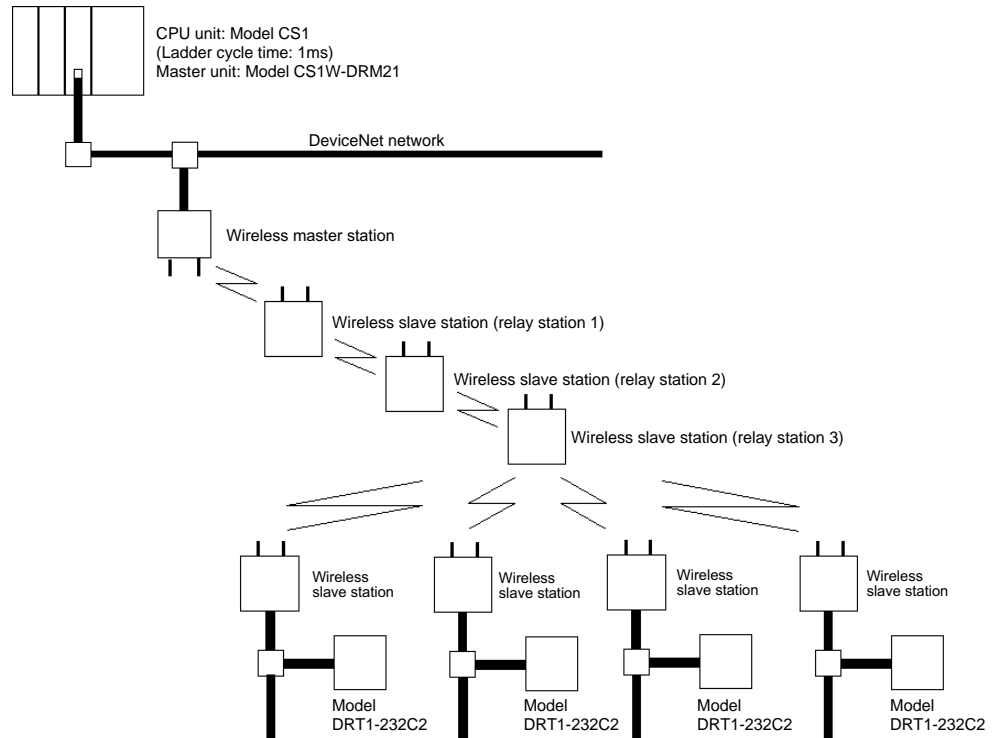 CPU unit: Model CS1
(Ladder cycle time: 1ms)
Master unit: Model CS1W-DRM21
DeviceNet network
Wireless master station
Wireless slave station (relay station 1)
Wireless slave station (relay station 2)
Wireless slave station (relay station 3)
Wireless
slave station
Wireless
slave station
Wireless
slave station
Wireless
slave station
Model
DRT1-232C2
Model
DRT1-232C2
Model
DRT1-232C2
Model
DRT1-232C2